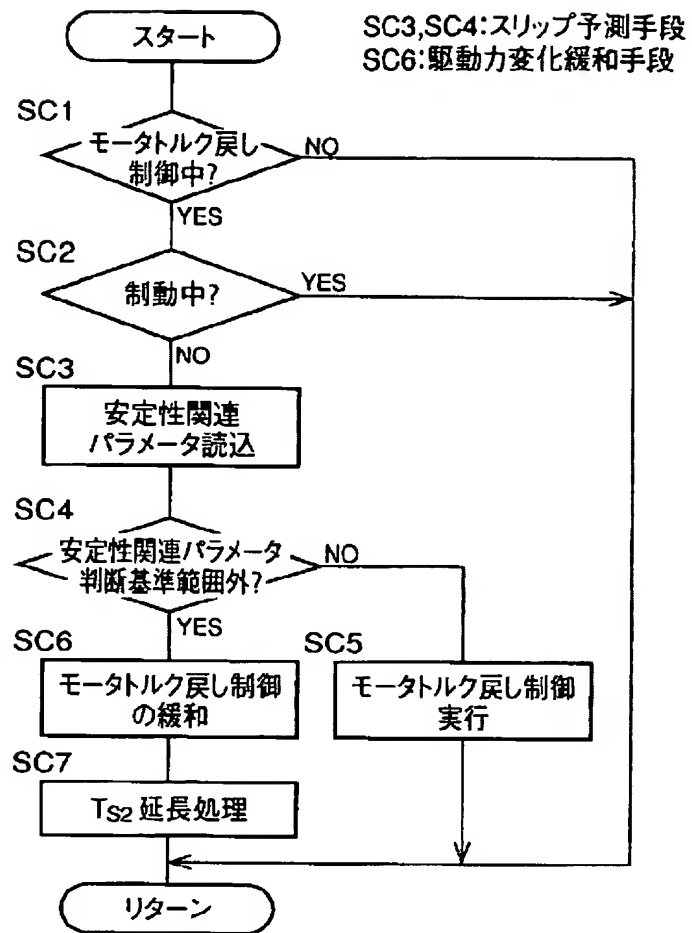 スタート
SC3,SC4:スリップ予測手段
SC6:駆動力変化緩和手段
SC1
モータトルク戻し
制御中?
NO
YES
SC2
制動中?
YES
NO
SC3
安定性関連
パラメータ読込
SC4
安定性関連パラメータ
判断基準範囲外?
NO
YES
SC6
モータトルク戻し制御
の緩和
SC5
モータトルク戻し制御
実行
SC7
TS2 延長処理
リターン